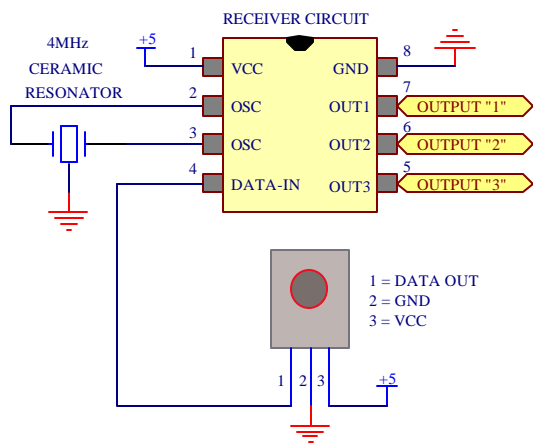 RECEIVER CIRCUIT
4MHz
CERAMIC
RESONATOR
+5
1
VCC
GND
8
2
OSC
OUT1
7
OUTPUT "1"
3
OSC
OUT2
6
OUTPUT "2"
4
DATA-IN
OUT3
5
OUTPUT "3"
1 = DATA OUT
2 = GND
3 = VCC
1
2
3
+5